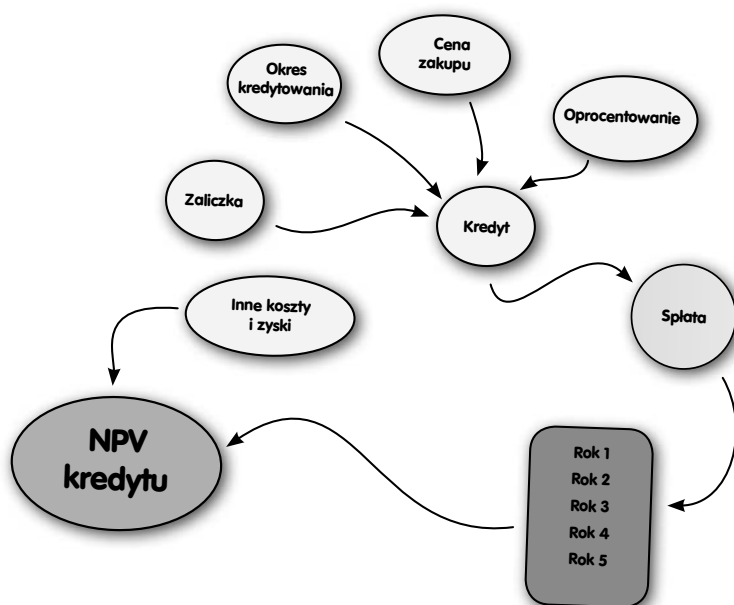 Cena
zakupu
Okres
kredytowania
Oprocentowanie
Zaliczka
Kredyt
Inne koszty
i zyski
Spłata
NPV
kredytu
Rok 1
Rok 2
Rok 3
Rok 4
Rok 5